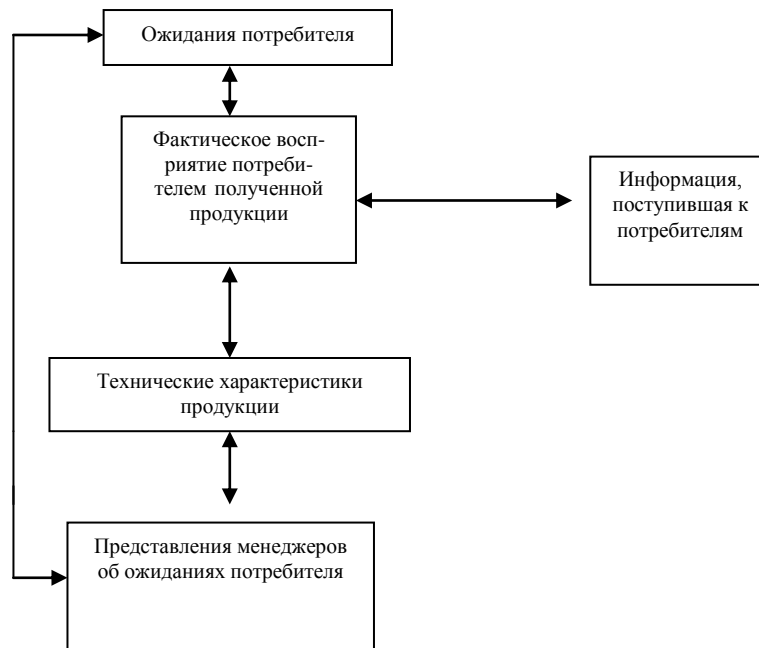 Ожидания потребителя
Фактическое восп-
риятие потреби-
телем полученной
продукции
Информация,
поступившая к
потребителям
Технические характеристики
продукции
Представления менеджеров
об ожиданиях потребителя